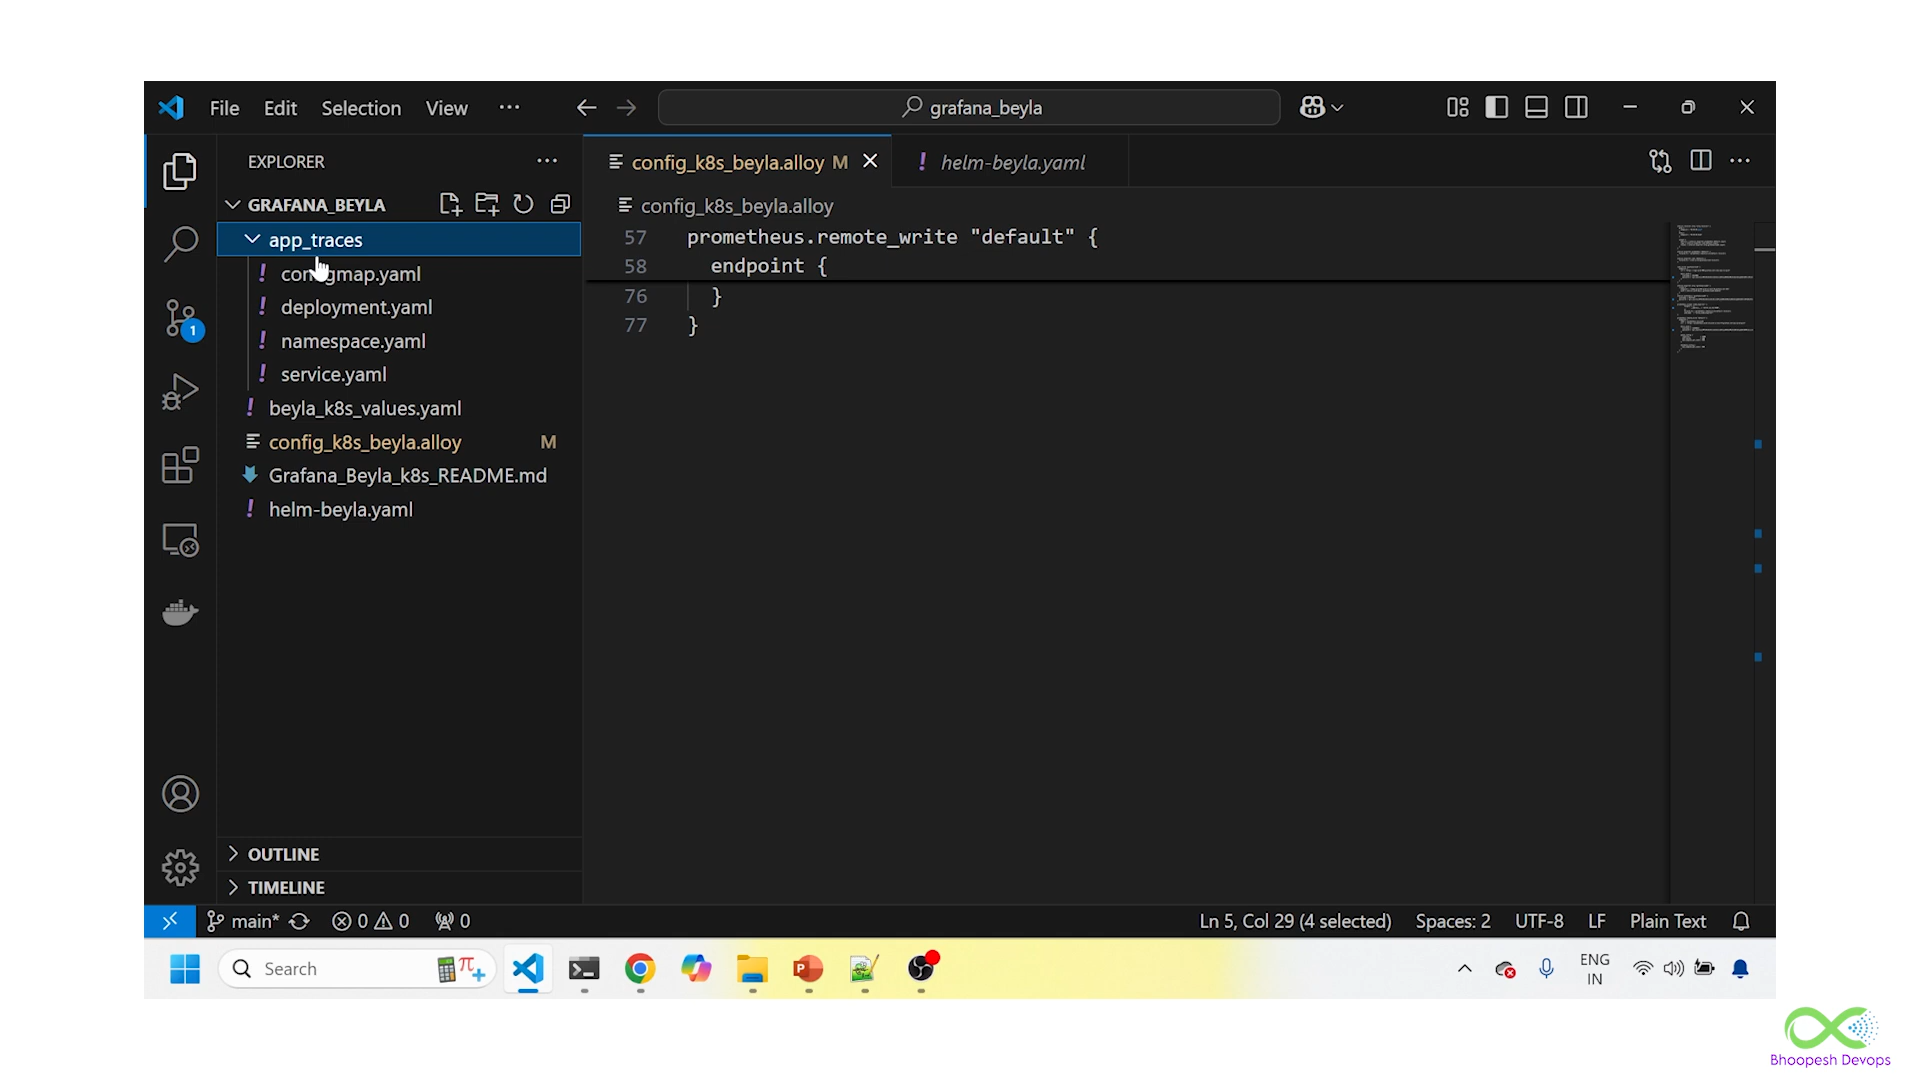 File Edit Selection View ···
grafana_beyla
EXPLORER ···
config_k8s_beyla.alloy M
! helm-beyla.yaml
GRAFANA_BEYLA
config_k8s_beyla.alloy
app_traces
57 prometheus.remote_write "default" {
! configmap.yaml
58 endpoint {
! deployment.yaml
76 }
! namespace.yaml
77 }
! service.yaml
! beyla_k8s_values.yaml
config_k8s_beyla.alloy M
Grafana_Beyla_k8s_README.md
! helm-beyla.yaml
1
OUTLINE
TIMELINE
main* 0 0 0
Ln 5, Col 29 (4 selected) Spaces: 2 UTF-8 LF Plain Text
Search
ENG
IN
Bhoopesh Devops